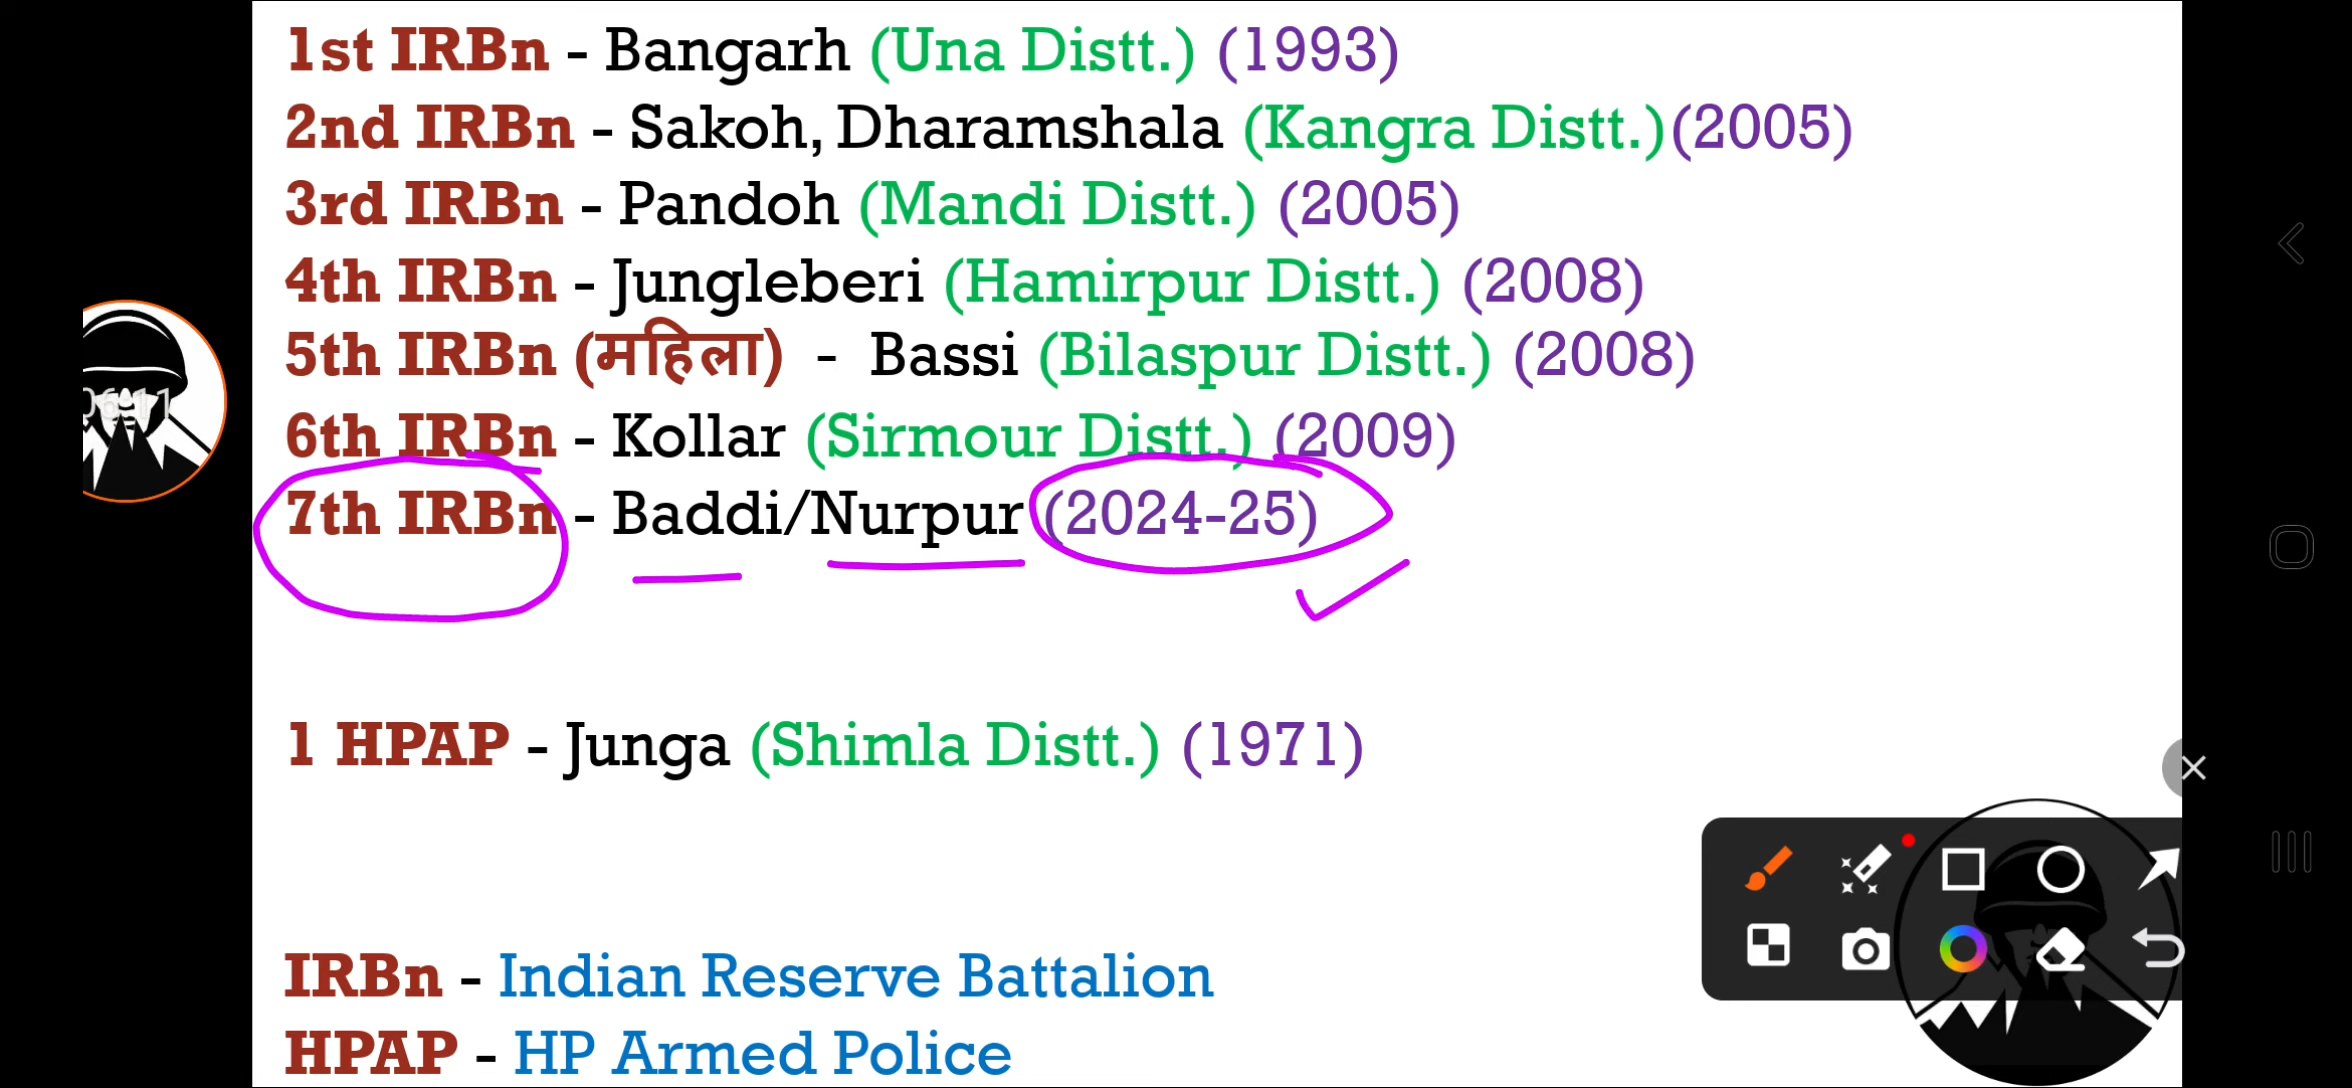 1st IRBn - Bangarh (Una Distt.) (1993)
2nd IRBn - Sakoh, Dharamshala (Kangra Distt.)(2005)
3rd IRBn - Pandoh (Mandi Distt.) (2005)
4th IRBn - Jungleberi (Hamirpur Distt.) (2008)
5th IRBn (महिला) - Bassi (Bilaspur Distt.) (2008)
6th IRBn - Kollar (Sirmour Distt.) (2009)
7th IRBn - Baddi/Nurpur (2024-25)
1 HPAP - Junga (Shimla Distt.) (1971)
IRBn - Indian Reserve Battalion
HPAP - HP Armed Police